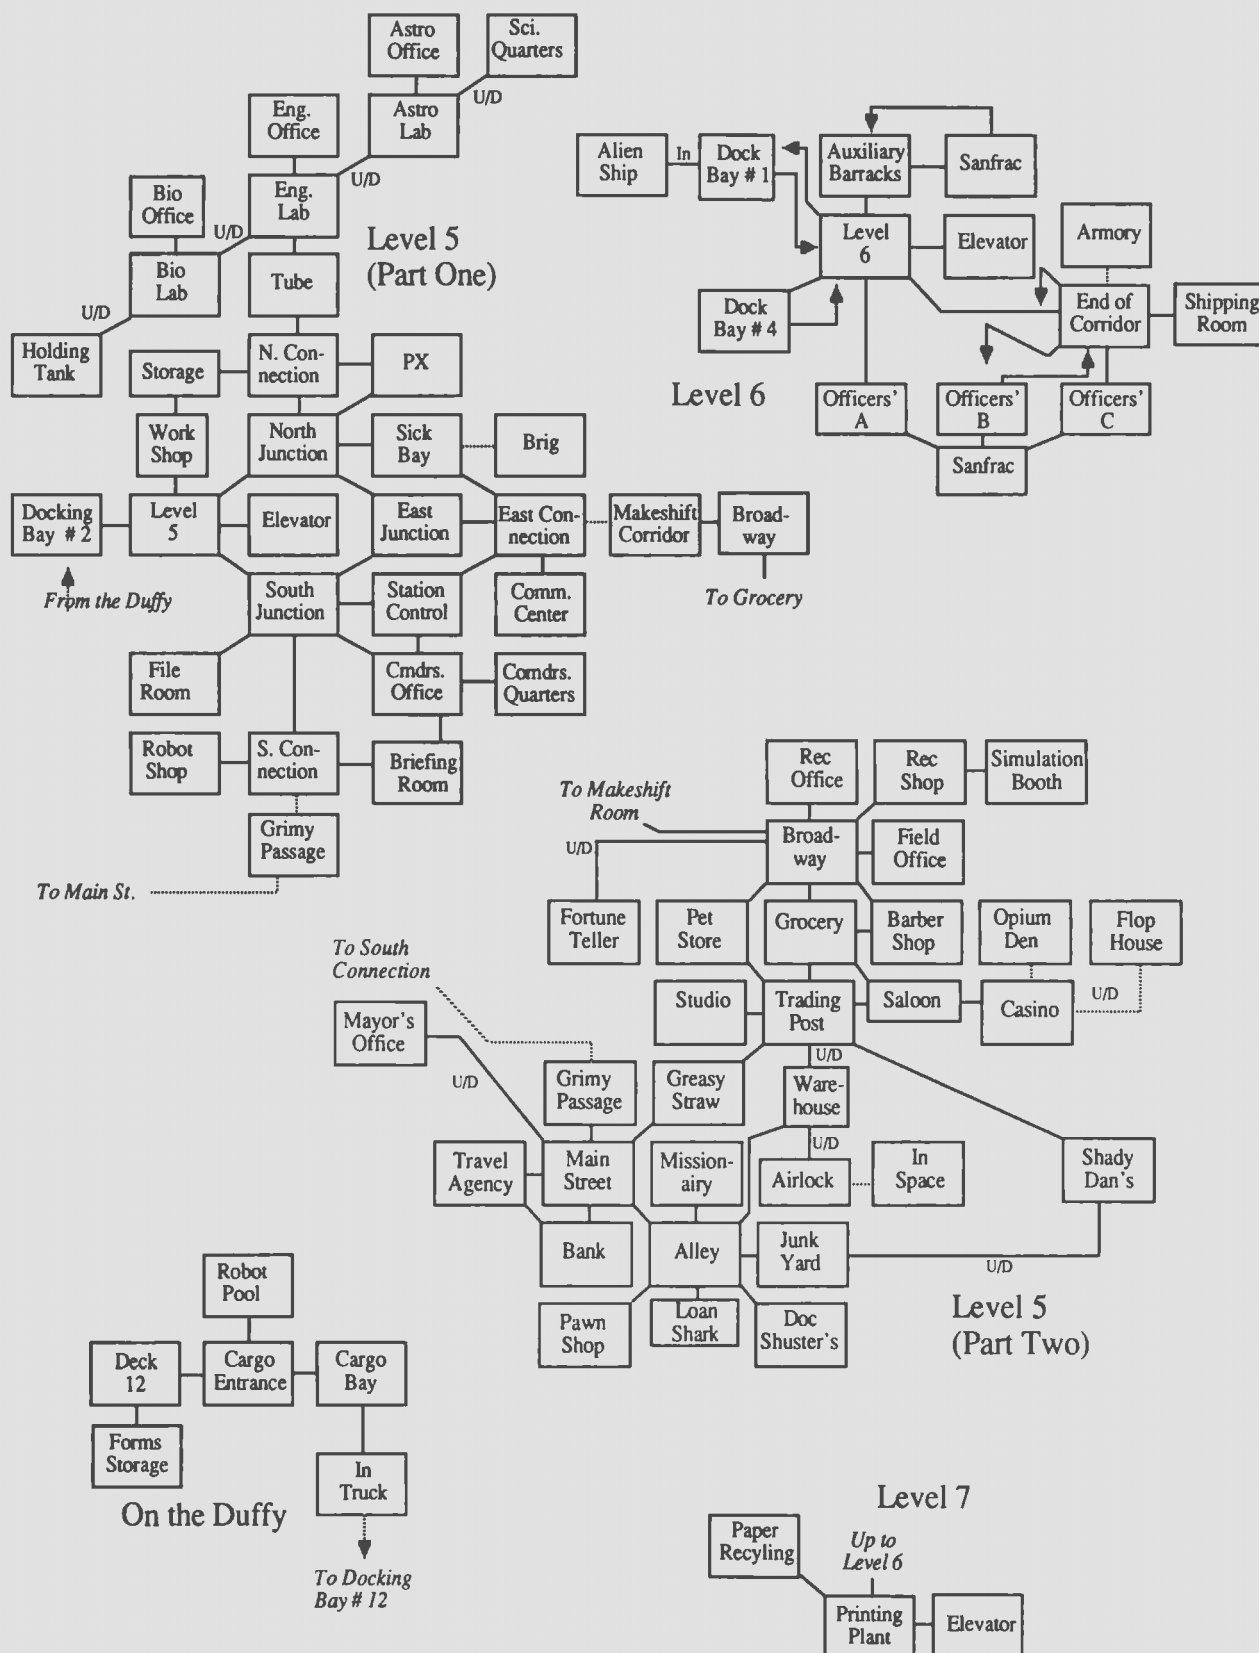 Astro
Office
Sci.
Quarters
U/D
Eng.
Office
Astro
Lab
U/D
Bio
Office
Eng.
Lab
U/D
Level 5
(Part One)
Bio
Lab
Tube
U/D
Holding
Tank
Storage
N. Con-
nection
PX
Work
Shop
North
Junction
Sick
Bay
Brig
Docking
Bay # 2
Level
5
Elevator
East
Junction
East Con-
nection
Makeshift
Corridor
Broad-
way
From the Duffy
South
Junction
Station
Control
Comm.
Center
To Grocery
File
Room
Cmdrs.
Office
Comdrs.
Quarters
Robot
Shop
S. Con-
nection
Briefing
Room
Grimy
Passage
To Main St.
Alien
Ship
In
Dock
Bay # 1
Auxiliary
Barracks
Sanfrac
Level
6
Elevator
Armory
Dock
Bay # 4
End of
Corridor
Shipping
Room
Level 6
Officers'
A
Officers'
B
Officers'
C
Sanfrac
Rec
Office
Rec
Shop
Simulation
Booth
To Makeshift
Room
U/D
Broad-
way
Field
Office
Fortune
Teller
Pet
Store
Grocery
Barber
Shop
Opium
Den
Flop
House
To South
Connection
Studio
Trading
Post
Saloon
Casino
U/D
Mayor's
Office
U/D
U/D
Grimy
Passage
Greasy
Straw
Ware-
house
U/D
Travel
Agency
Main
Street
Mission-
airy
Airlock
In
Space
Shady
Dan's
Bank
Alley
Junk
Yard
U/D
Pawn
Shop
Loan
Shark
Doc
Shuster's
Level 5
(Part Two)
Robot
Pool
Deck
12
Cargo
Entrance
Cargo
Bay
Forms
Storage
In
Truck
On the Duffy
To Docking
Bay # 12
Level 7
Paper
Recyling
Up to
Level 6
Printing
Plant
Elevator